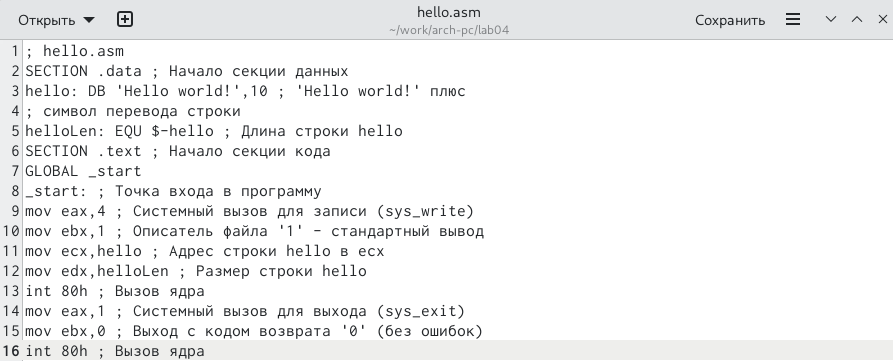 Открыть hello.asm Сохранить
~/work/arch-pc/lab04
1 ; hello.asm
2 SECTION .data ; Начало секции данных
3 hello: DB 'Hello world!',10 ; 'Hello world!' плюс
4 ; символ перевода строки
5 helloLen: EQU $-hello ; Длина строки hello
6 SECTION .text ; Начало секции кода
7 GLOBAL _start
8 _start: ; Точка входа в программу
9 mov eax,4 ; Системный вызов для записи (sys_write)
10 mov ebx,1 ; Описатель файла '1' - стандартный вывод
11 mov ecx,hello ; Адрес строки hello в ecx
12 mov edx,helloLen ; Размер строки hello
13 int 80h ; Вызов ядра
14 mov eax,1 ; Системный вызов для выхода (sys_exit)
15 mov ebx,0 ; Выход с кодом возврата '0' (без ошибок)
16 int 80h ; Вызов ядра